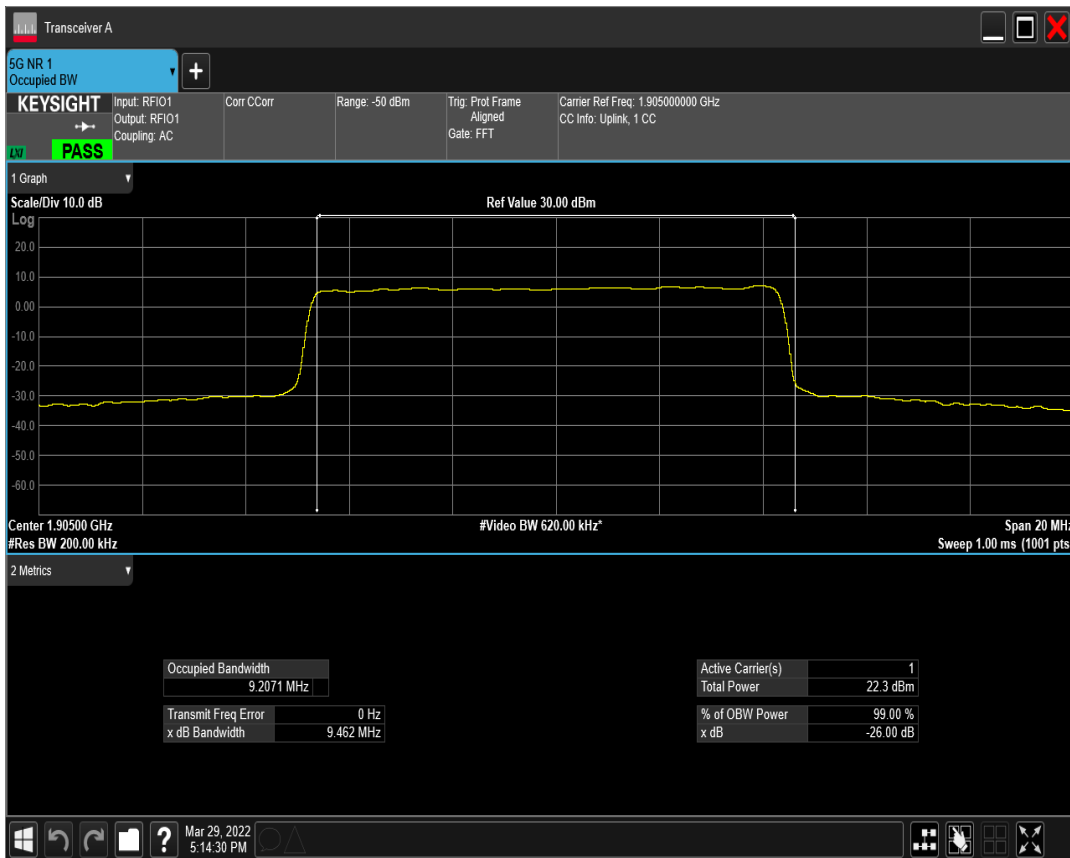 Transceiver A
5G NR 1
Occupied BW
KEYSIGHT
LXI
PASS
Input: RFIO1
Output: RFIO1
Coupling: AC
Corr CCorr
Range: -50 dBm
Trig: Prot Frame
Aligned
Gate: FFT
Carrier Ref Freq: 1.905000000 GHz
CC Info: Uplink, 1 CC
1 Graph
Scale/Div 10.0 dB
Ref Value 30.00 dBm
Log
20.0
10.0
0.00
-10.0
-20.0
-30.0
-40.0
-50.0
-60.0
Center 1.90500 GHz
#Video BW 620.00 kHz*
Span 20 MHz
#Res BW 200.00 kHz
Sweep 1.00 ms (1001 pts
2 Metrics
Occupied Bandwidth
9.2071 MHz
Transmit Freq Error 0 Hz
x dB Bandwidth 9.462 MHz
Active Carrier(s) 1
Total Power 22.3 dBm
% of OBW Power 99.00 %
x dB -26.00 dB
?
Mar 29, 2022
5:14:30 PM